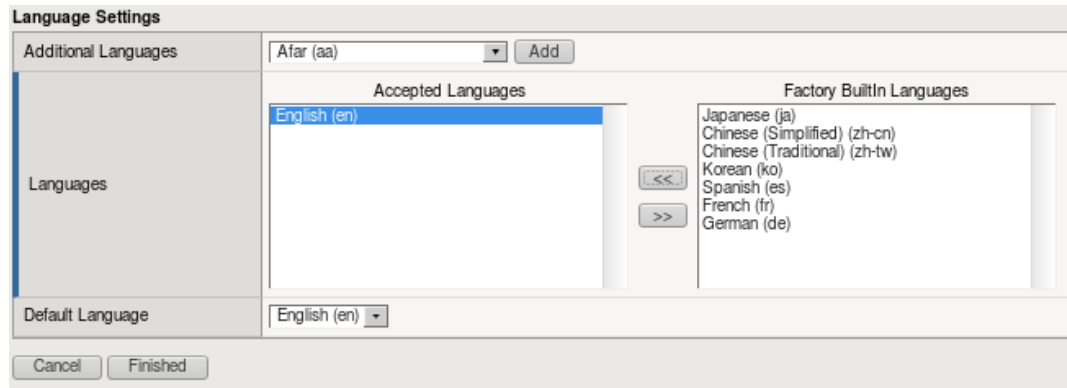 Language Settings
Additional Languages
Afar (aa)
Add
Languages
Accepted Languages
English (en)
<<
>>
Factory BuiltIn Languages
Japanese (ja)
Chinese (Simplified) (zh-cn)
Chinese (Traditional) (zh-tw)
Korean (ko)
Spanish (es)
French (fr)
German (de)
Default Language
English (en)
Cancel
Finished